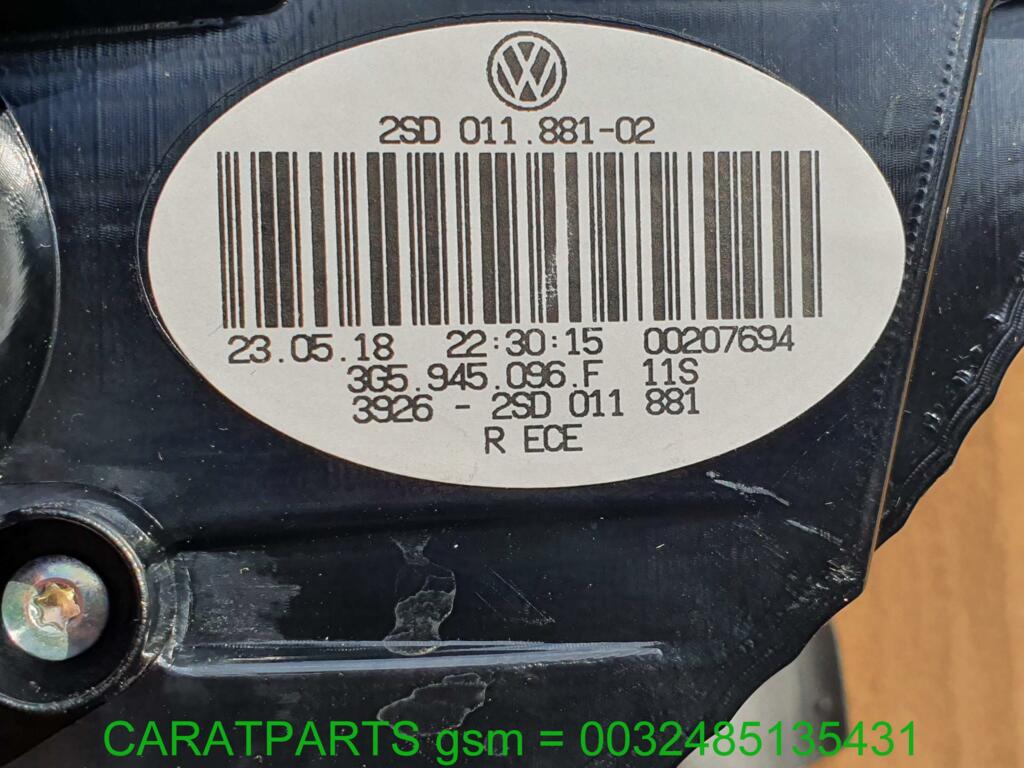 VW
2SD 011.881-02
23.05.18 22:30:15 00207694
3G5.945.096.F 11S
3926 - 2SD 011 881
R ECE
CARATPARTS gsm = 0032485135431